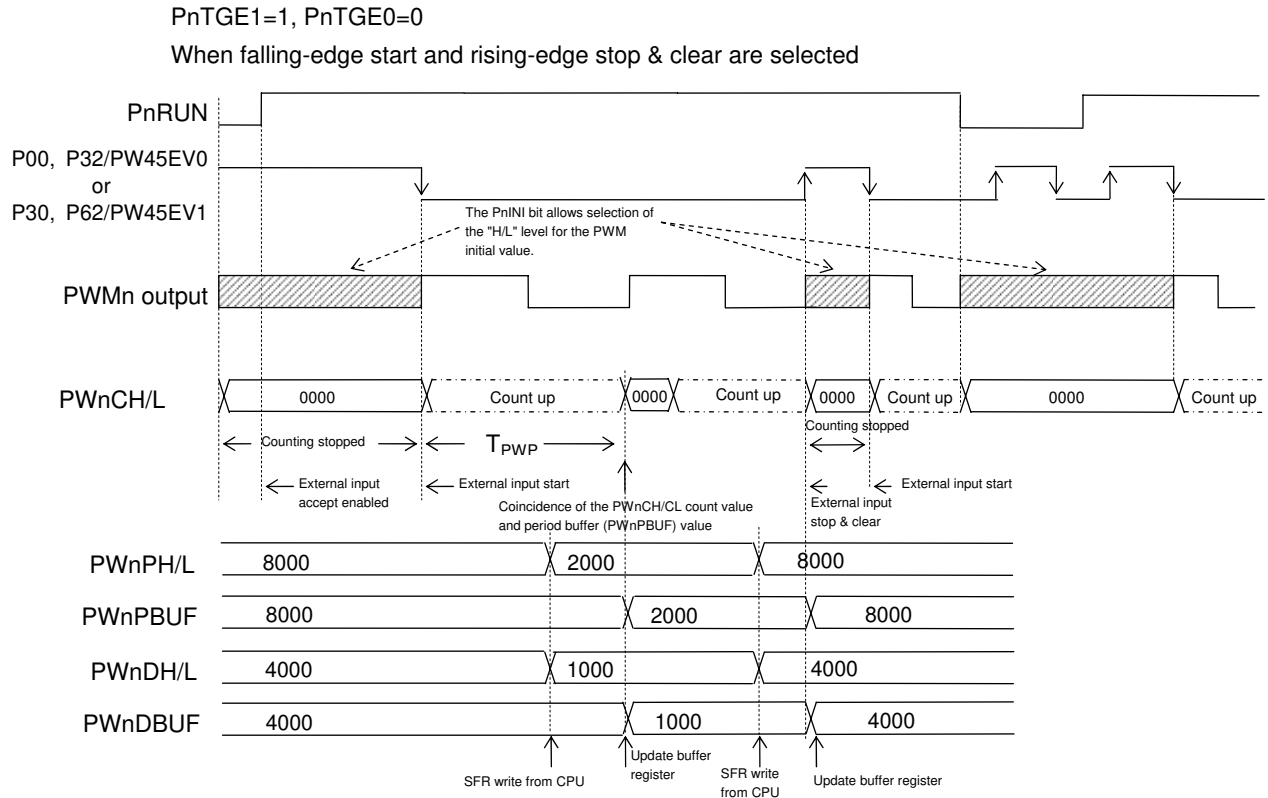 PnTGE1=1, PnTGE0=0
When falling-edge start and rising-edge stop & clear are selected
PnRUN
P00, P32/PW45EV0
or
P30, P62/PW45EV1
The PnINI bit allows selection of
the "H/L" level for the PWM
initial value.
PWMn output
PWnCH/L
0000
Count up
0000
Count up
0000
Count up
0000
Count up
Counting stopped
TPWP
Counting stopped
External input
accept enabled
External input start
Coincidence of the PWnCH/CL count value
and period buffer (PWnPBUF) value
External input
stop & clear
External input start
PWnPH/L
8000
2000
8000
PWnPBUF
8000
2000
8000
PWnDH/L
4000
1000
4000
PWnDBUF
4000
1000
4000
SFR write from CPU
Update buffer
register
SFR write
from CPU
Update buffer register